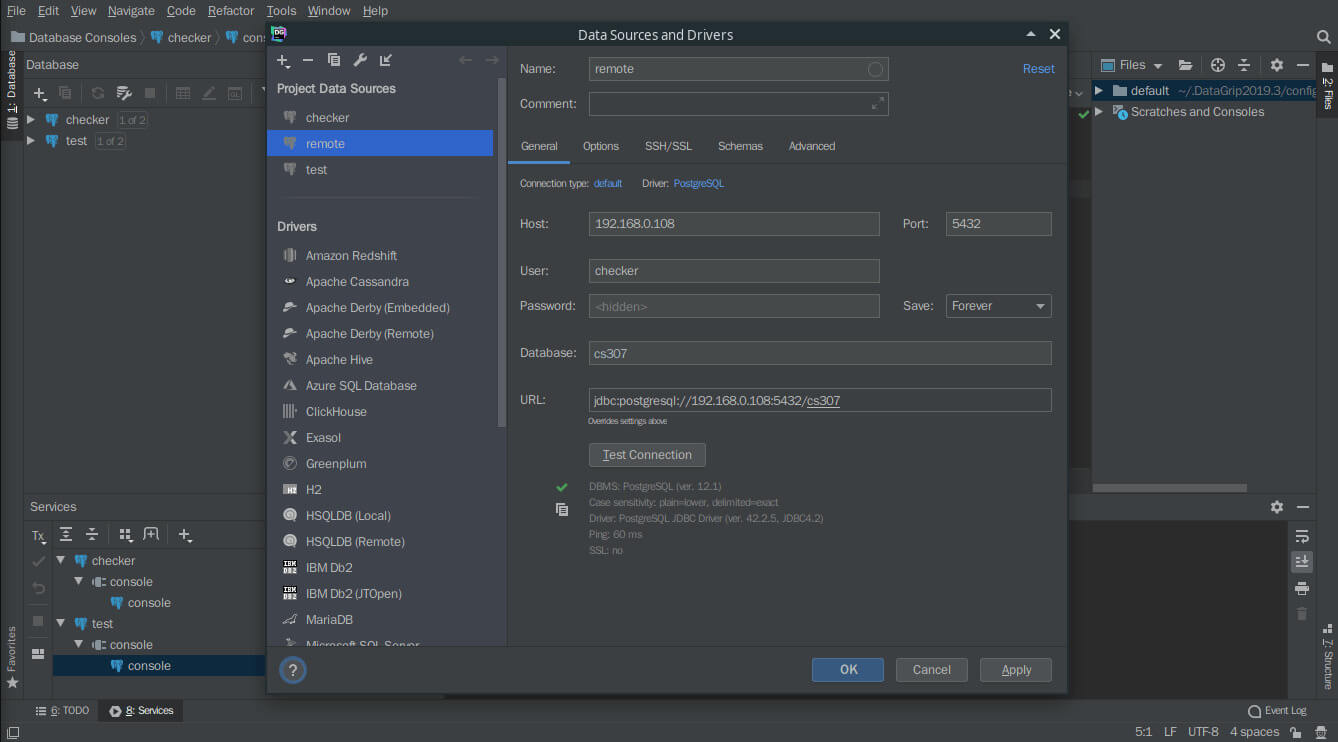 File Edit View Navigate Code Refactor Tools Window Help
Database Consoles checker con
Data Sources and Drivers
1: Database
Database
checker 1 of 2
test 1 of 2
Project Data Sources
checker
remote
test
Drivers
Amazon Redshift
Apache Cassandra
Apache Derby (Embedded)
Apache Derby (Remote)
Apache Hive
Azure SQL Database
ClickHouse
Exasol
Greenplum
H2
HSQLDB (Local)
HSQLDB (Remote)
IBM Db2
IBM Db2 (JTOpen)
MariaDB
Microsoft SQL Server
Name: remote Reset
Comment:
General Options SSH/SSL Schemas Advanced
Connection type: default Driver: PostgreSQL
Host: 192.168.0.108 Port: 5432
User: checker
Password: <hidden> Save: Forever
Database: cs307
URL: jdbc:postgresql://192.168.0.108:5432/cs307
Overrides settings above
Test Connection
DBMS: PostgreSQL (ver. 12.1)
Case sensitivity: plain=lower, delimited=exact
Driver: PostgreSQL JDBC Driver (ver. 42.2.5, JDBC4.2)
Ping: 60 ms
SSL: no
? OK Cancel Apply
Files
default ~/.DataGrip2019.3/config
Scratches and Consoles
2: Files
Services
Tx
checker
console
console
test
console
console
Favorites
7: Structure
6: TODO 8: Services Event Log
5:1 LF UTF-8 4 spaces